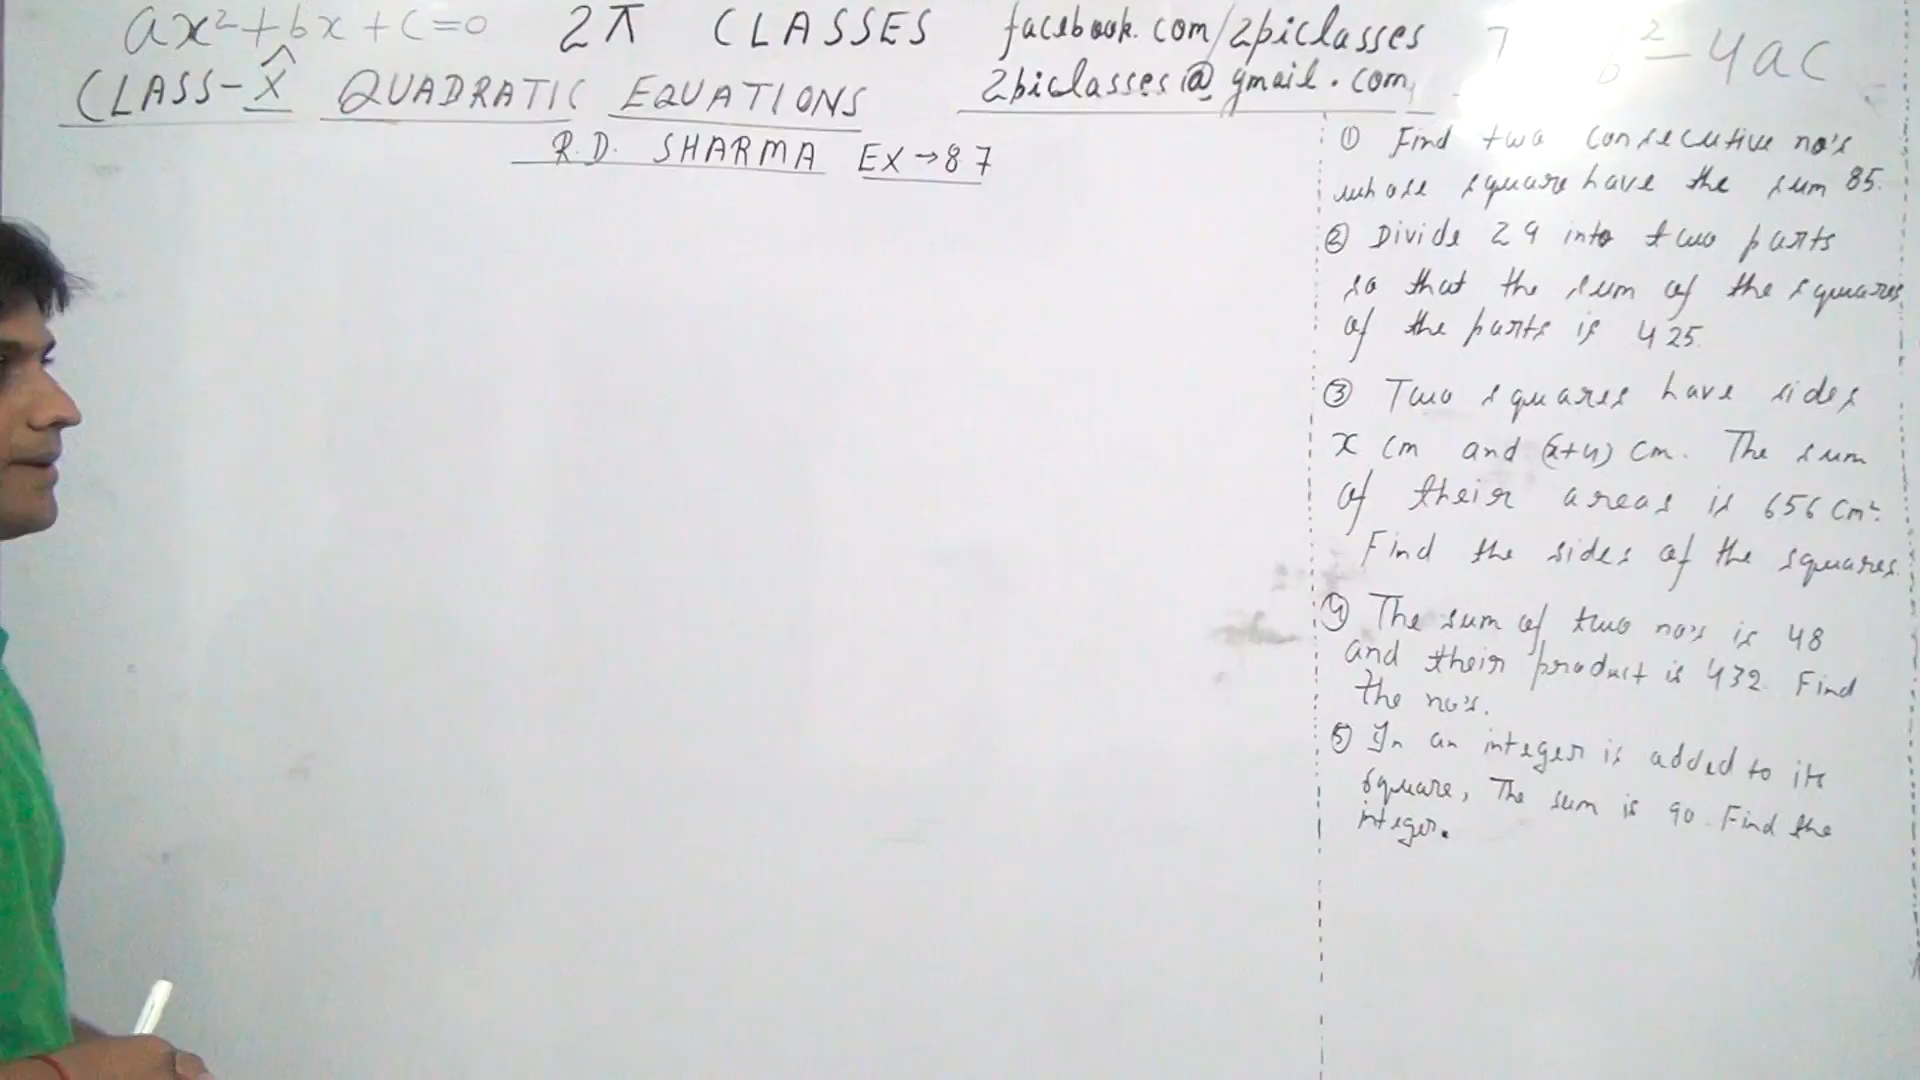 ax²+bx+c=0 2π CLASSES facebook.com/2piclasses 7 b²-4ac
CLASS-X QUADRATIC EQUATIONS 2piclasses@gmail.com
R.D. SHARMA EX→8 7
① Find two consecutive no's
whose square have the sum 85.
② Divide 29 into two parts
so that the sum of the squares
of the parts is 425.
③ Two squares have sides
x cm and (x+4) cm. The sum
of their areas is 656 cm².
Find the sides of the squares.
④ The sum of two no's is 48
and their product is 432. Find
the no's.
⑤ In an integer is added to its
square, The sum is 90. Find the
integer.